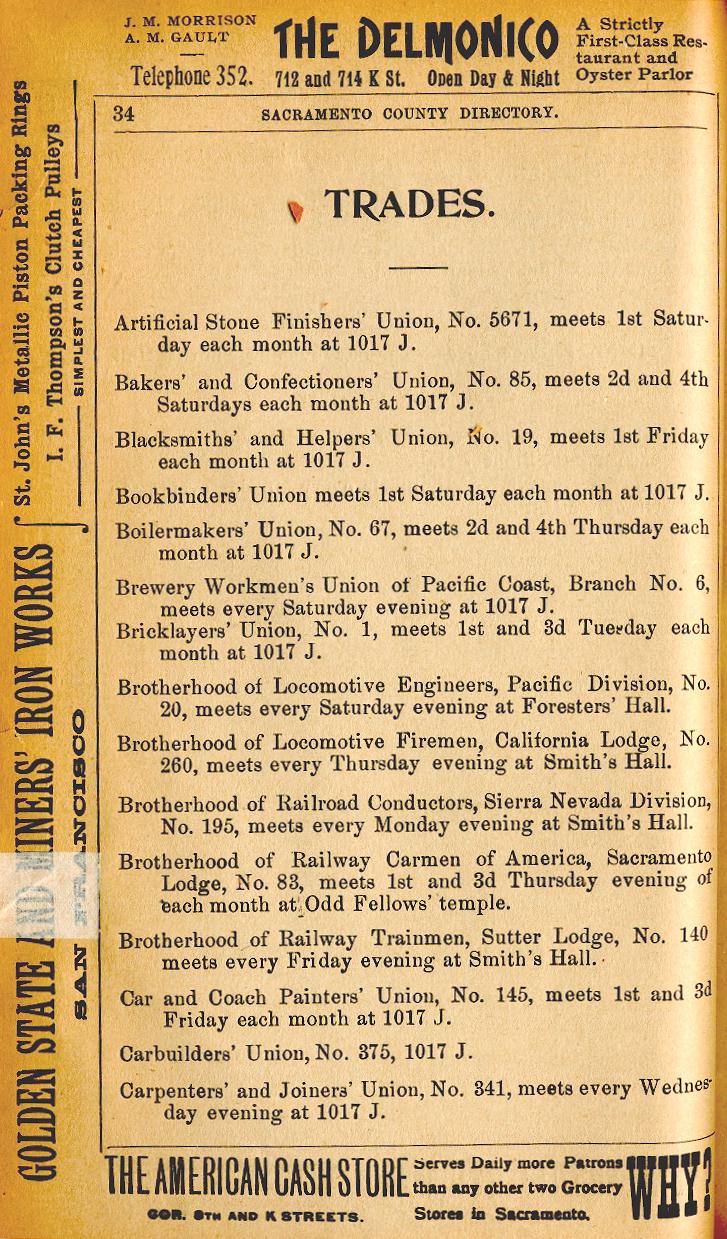 J. M. MORRISON
A. M. GAULT
Telephone 352.
THE DELMONICO
712 and 714 K St. Open Day & Night
A Strictly
First-Class Res-
taurant and
Oyster Parlor
34 SACRAMENTO COUNTY DIRECTORY.
TRADES.
Artificial Stone Finishers' Union, No. 5671, meets 1st Satur-
day each month at 1017 J.
Bakers' and Confectioners' Union, No. 85, meets 2d and 4th
Saturdays each month at 1017 J.
Blacksmiths' and Helpers' Union, No. 19, meets 1st Friday
each month at 1017 J.
Bookbinders' Union meets 1st Saturday each month at 1017 J.
Boilermakers' Union, No. 67, meets 2d and 4th Thursday each
month at 1017 J.
Brewery Workmen's Union of Pacific Coast, Branch No. 6,
meets every Saturday evening at 1017 J.
Bricklayers' Union, No. 1, meets 1st and 3d Tuesday each
month at 1017 J.
Brotherhood of Locomotive Engineers, Pacific Division, No.
20, meets every Saturday evening at Foresters' Hall.
Brotherhood of Locomotive Firemen, California Lodge, No.
260, meets every Thursday evening at Smith's Hall.
Brotherhood of Railroad Conductors, Sierra Nevada Division,
No. 195, meets every Monday evening at Smith's Hall.
Brotherhood of Railway Carmen of America, Sacramento
Lodge, No. 83, meets 1st and 3d Thursday evening of
each month at Odd Fellows' temple.
Brotherhood of Railway Trainmen, Sutter Lodge, No. 140
meets every Friday evening at Smith's Hall.
Car and Coach Painters' Union, No. 145, meets 1st and 3d
Friday each month at 1017 J.
Carbuilders' Union, No. 375, 1017 J.
Carpenters' and Joiners' Union, No. 341, meets every Wednes-
day evening at 1017 J.
GOLDEN STATE AND MINERS' IRON WORKS
SAN FRANCISCO
St. John's Metallic Piston Packing Rings
I. F. Thompson's Clutch Pulleys
SIMPLEST AND CHEAPEST
THE AMERICAN CASH STORE
COR. 8TH AND K STREETS.
Serves Daily more Patrons
than any other two Grocery
Stores in Sacramento.
WHY?